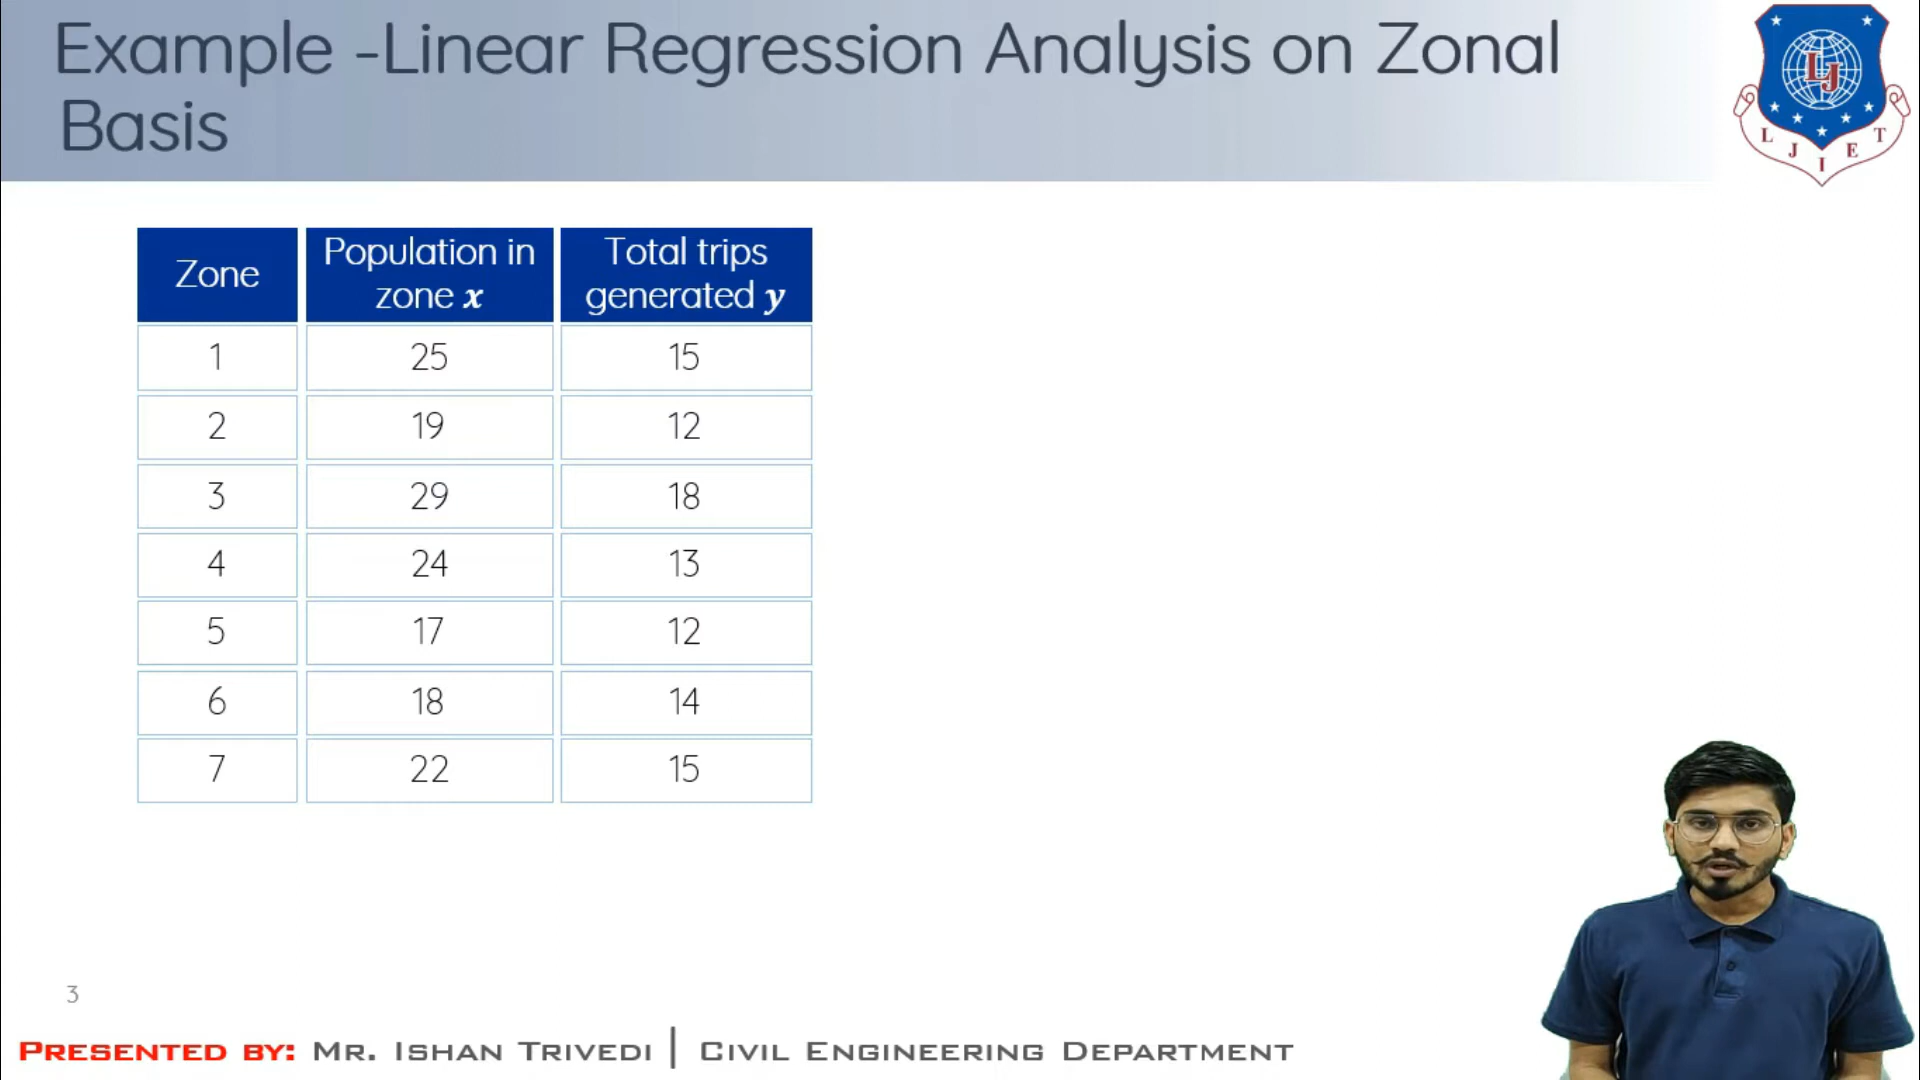 Example -Linear Regression Analysis on Zonal
Basis
LJ
L J I E T
Zone Population in zone x Total trips generated y
1 25 15
2 19 12
3 29 18
4 24 13
5 17 12
6 18 14
7 22 15
3
PRESENTED BY: MR. ISHAN TRIVEDI | CIVIL ENGINEERING DEPARTMENT